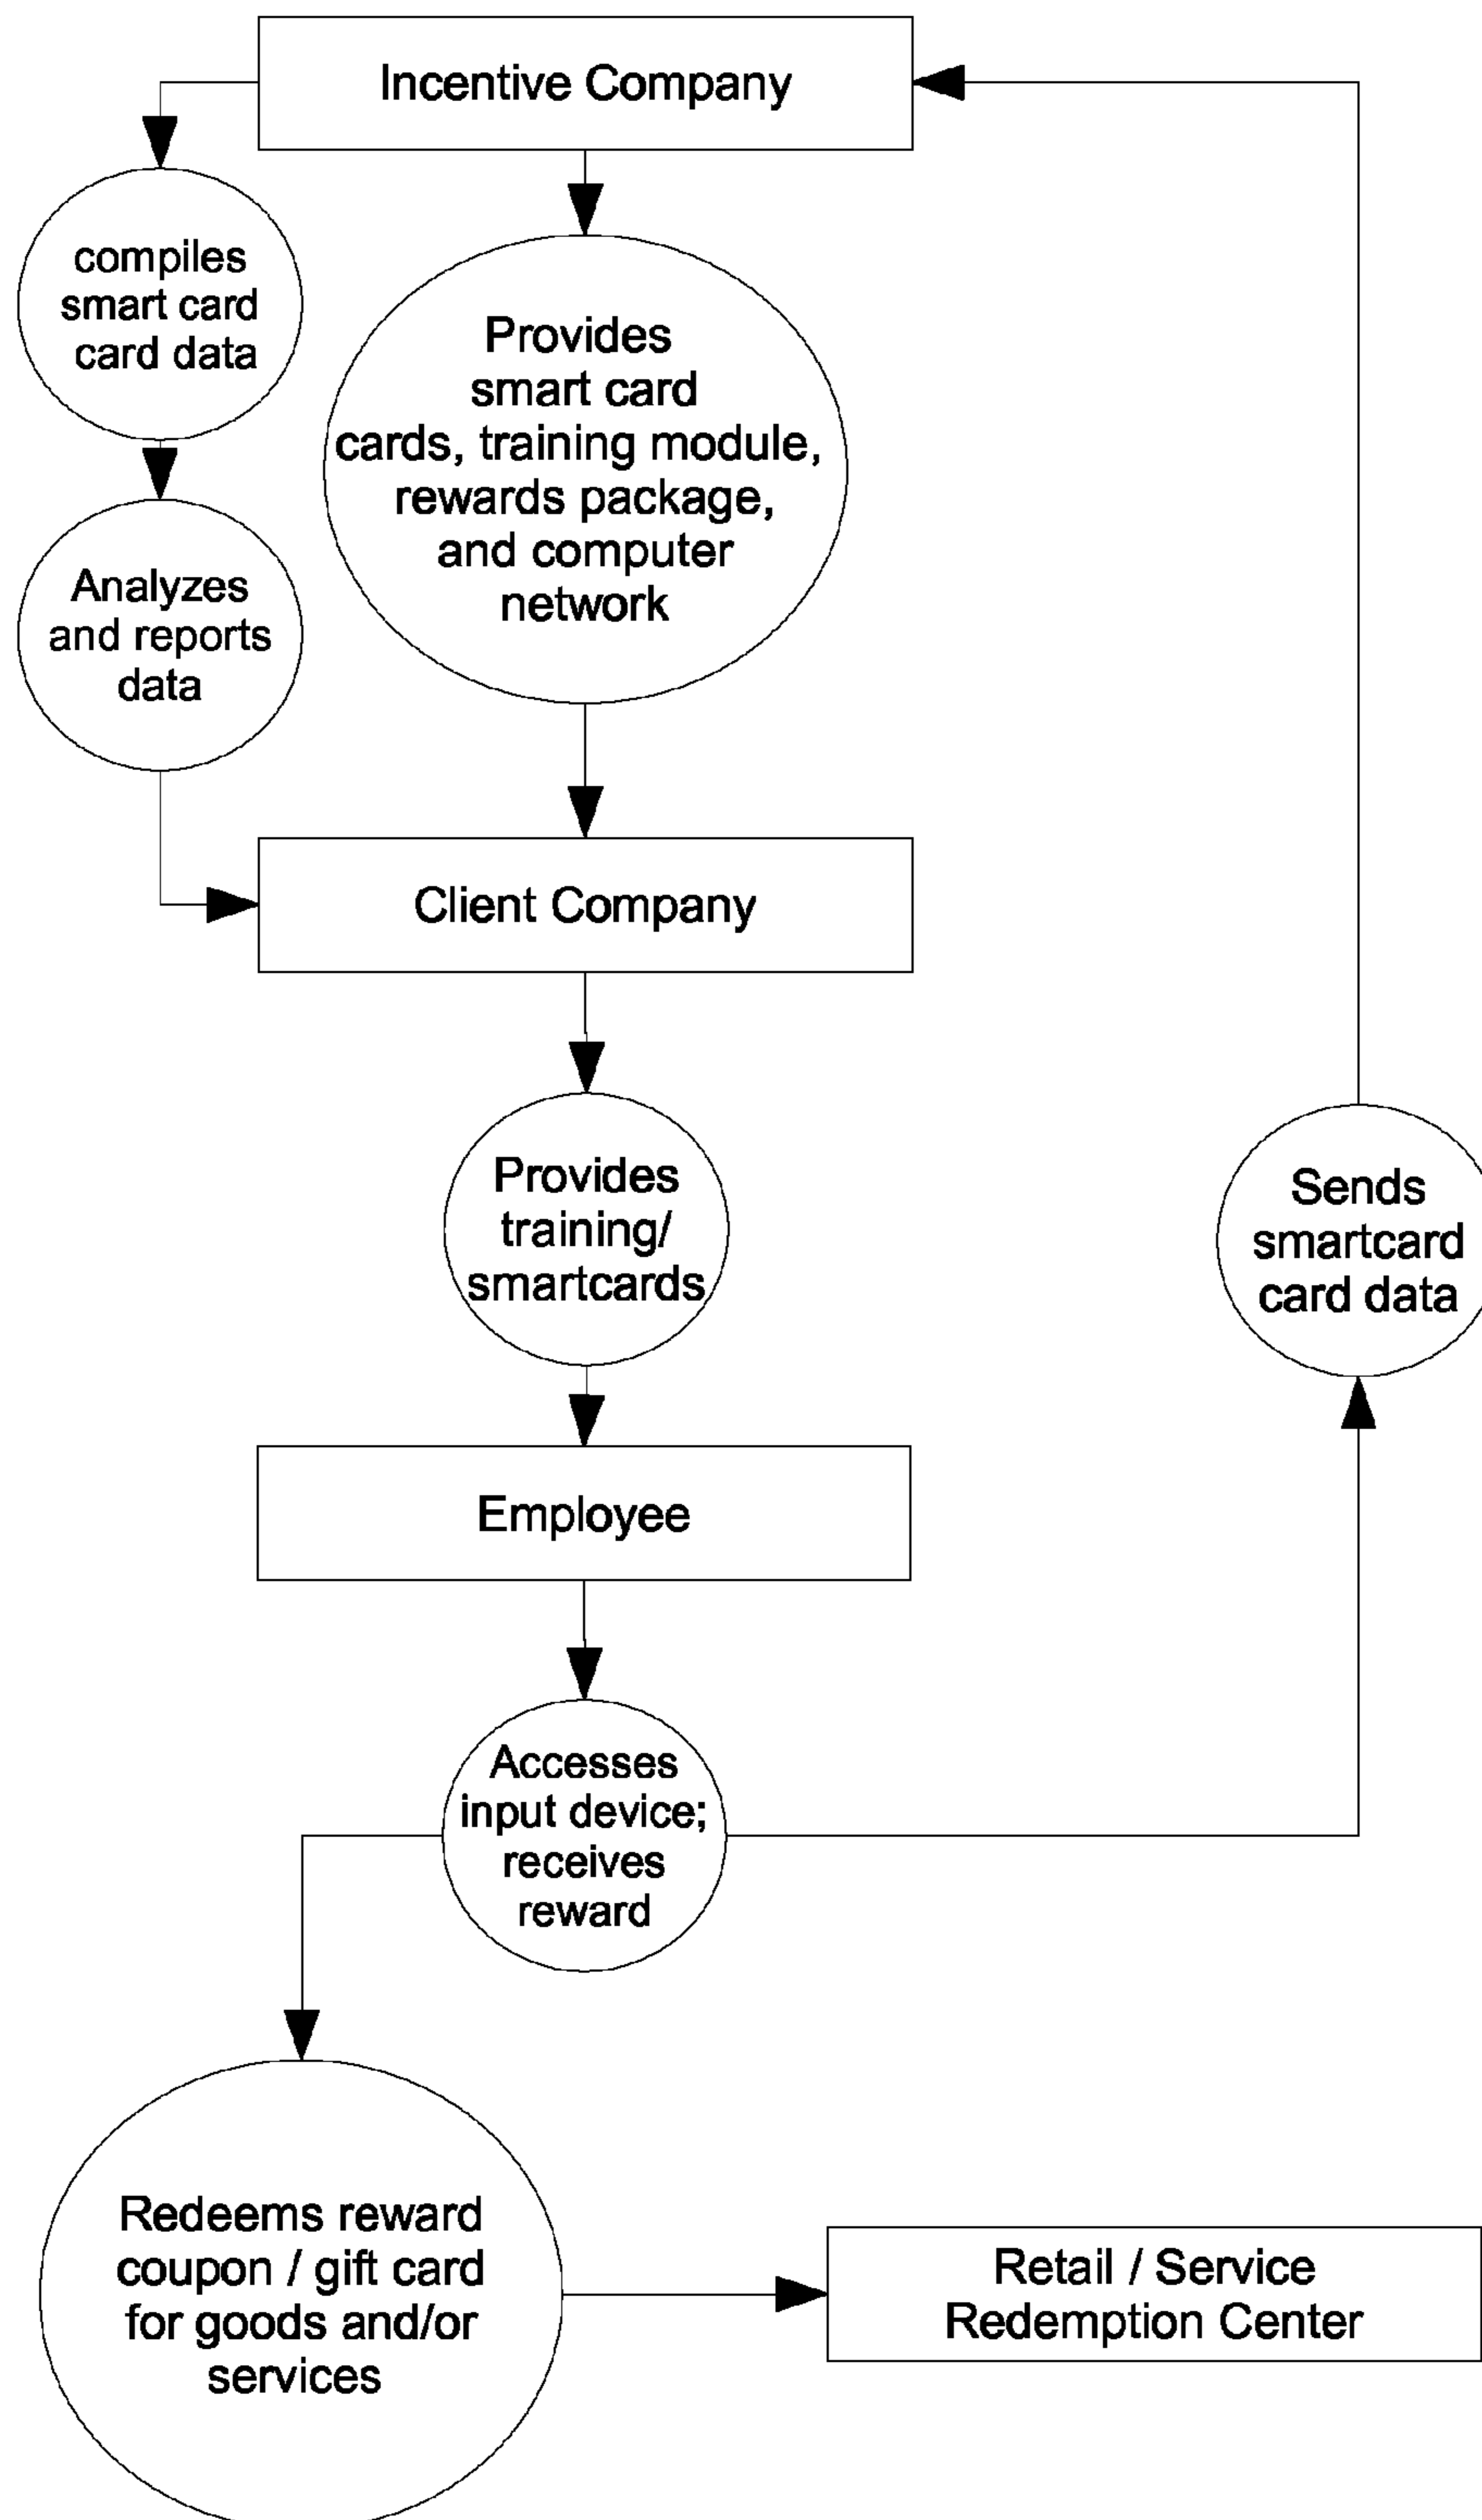 Incentive Company
compiles
smart card
card data
Provides
smart card
cards, training module,
rewards package,
and computer
network
Analyzes
and reports
data
Client Company
Provides
training/
smartcards
Sends
smartcard
card data
Employee
Accesses
input device;
receives
reward
Redeems reward
coupon / gift card
for goods and/or
services
Retail / Service
Redemption Center